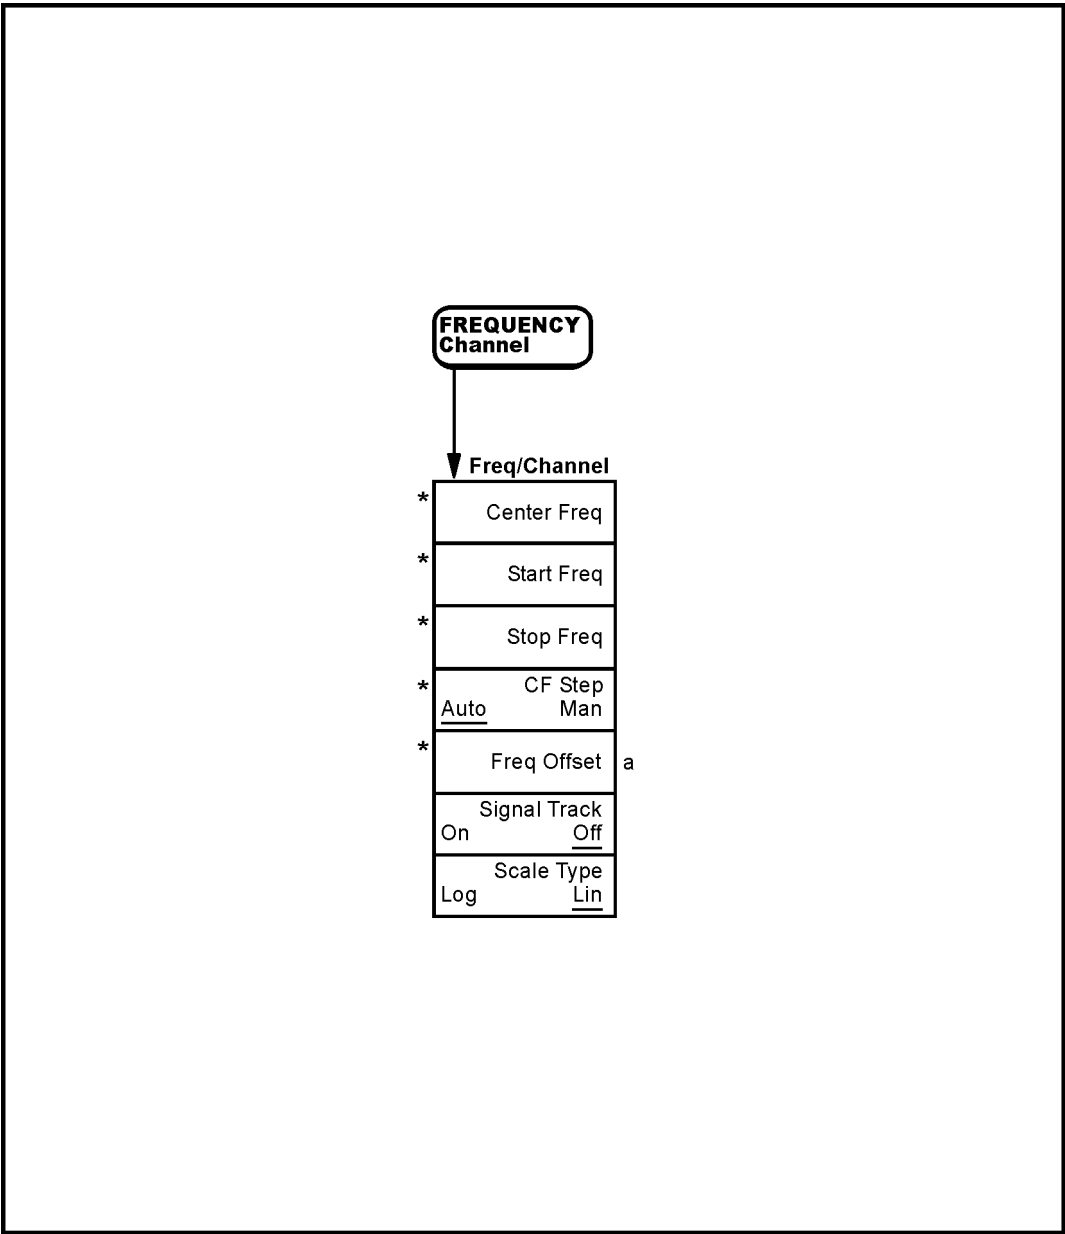 FREQUENCY
Channel
Freq/Channel
* Center Freq
* Start Freq
* Stop Freq
* CF Step
Auto Man
* Freq Offset a
Signal Track
On Off
Scale Type
Log Lin